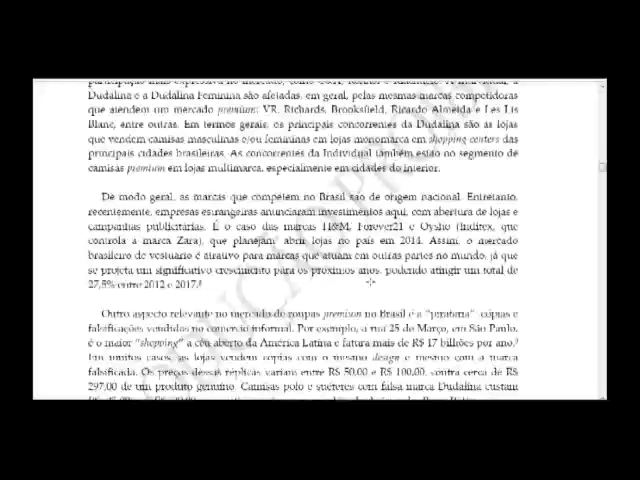 participação mais expressiva no mercado, como
Dudalina e a Dudalina Feminina são afetadas, em geral, pelas mesmas marcas competidoras
que atendem um mercado premium: VR, Richards, Brooksfield, Ricardo Almeida e Les Lis
Blanc, entre outras. Em termos gerais, os principais concorrentes da Dudalina são as lojas
que vendem camisas masculinas e/ou femininas em lojas monomarca em shopping centers das
principais cidades brasileiras. As concorrentes da Individual também estão no segmento de
camisas premium em lojas multimarca, especialmente em cidades do interior.
De modo geral, as marcas que competem no Brasil são de origem nacional. Entretanto,
recentemente, empresas estrangeiras anunciaram investimentos aqui, com abertura de lojas e
campanhas publicitárias. É o caso das marcas H&M, Forever21 e Oysho (Inditex, que
controla a marca Zara), que planejam abrir lojas no país em 2014. Assim, o mercado
brasileiro de vestuário é atrativo para marcas que atuam em outras partes no mundo, já que
se projeta um significativo crescimento para os próximos anos, podendo atingir um total de
27,5% entre 2012 e 2017.
Outro aspecto relevante no mercado de roupas premium no Brasil é a "pirataria", cópias e
falsificações vendidas no comércio informal. Por exemplo, a rua 25 de Março, em São Paulo,
é o maior "shopping" a céu aberto da América Latina e fatura mais de R$ 17 bilhões por ano.
Em muitos casos, as lojas vendem cópias com o mesmo design e mesmo com a marca
falsificada. Os preços dessas réplicas variam entre R$ 50,00 e R$ 100,00, contra cerca de R$
297,00 de um produto genuíno. Camisas polo e suéteres com falsa marca Dudalina custam